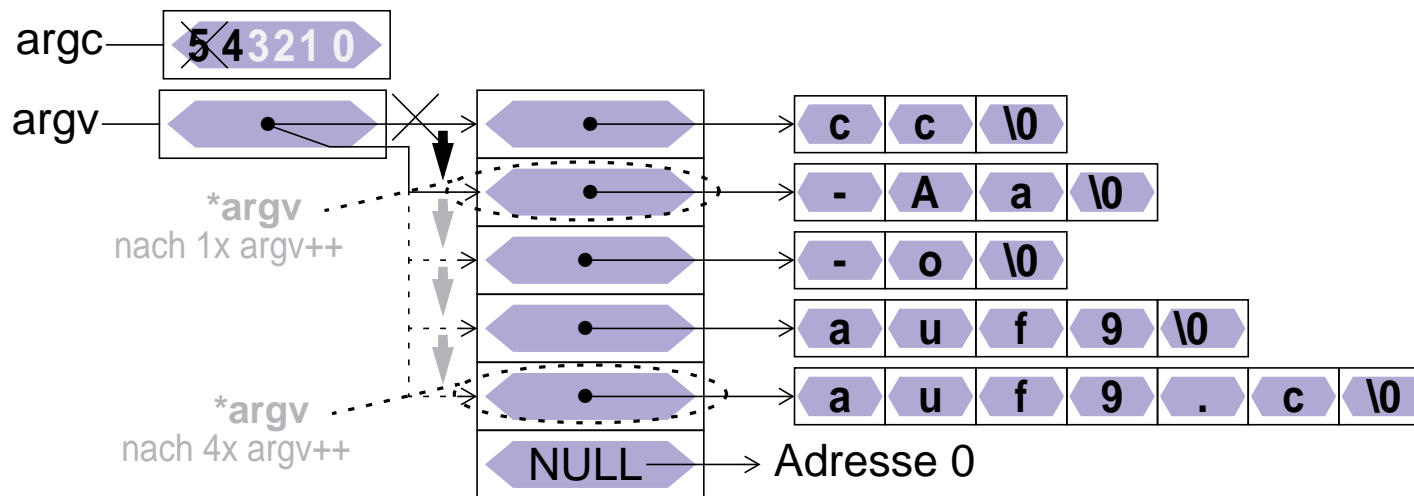 argc 5 4 3 2 1 0
argv c c \0
- A a \0
*argv
nach 1x argv++
- o \0
a u f 9 \0
*argv
a u f 9 . c \0
nach 4x argv++
NULL Adresse 0